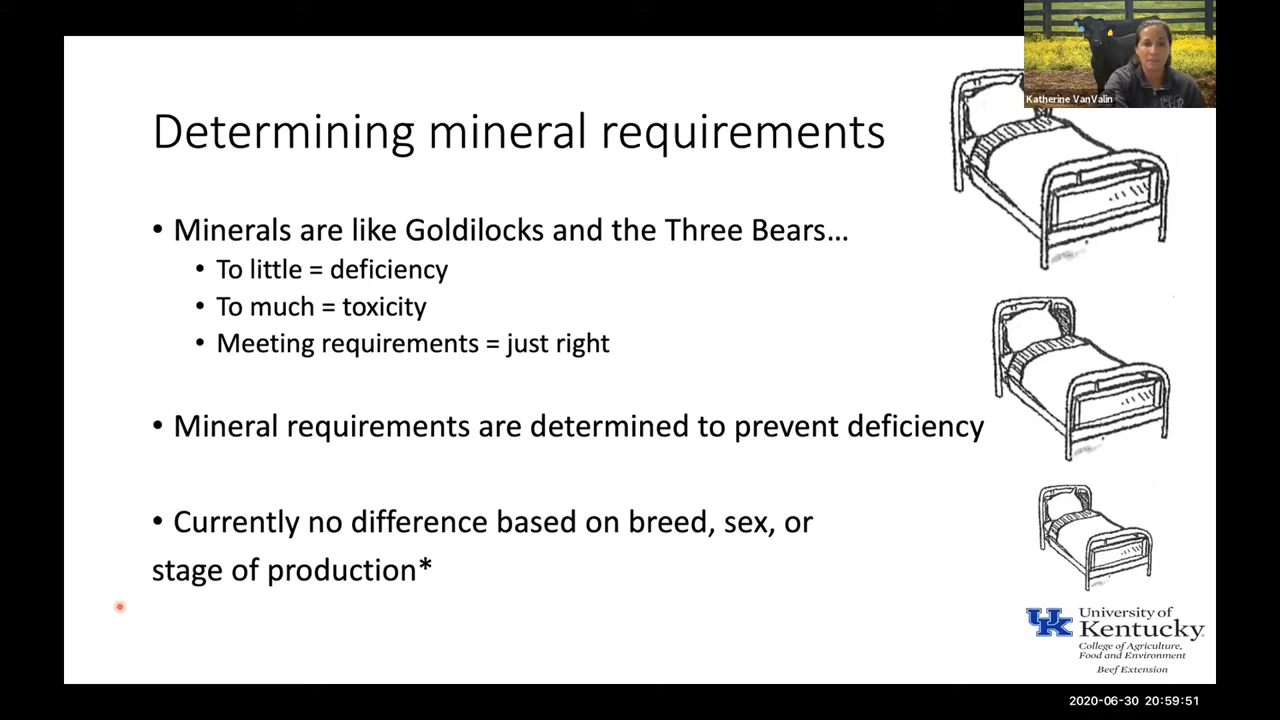 Katherine VanValin
Determining mineral requirements
• Minerals are like Goldilocks and the Three Bears…
• To little = deficiency
• To much = toxicity
• Meeting requirements = just right
• Mineral requirements are determined to prevent deficiency
• Currently no difference based on breed, sex, or
stage of production*
UK
University of
Kentucky
College of Agriculture,
Food and Environment
Beef Extension
2020-06-30 20:59:51